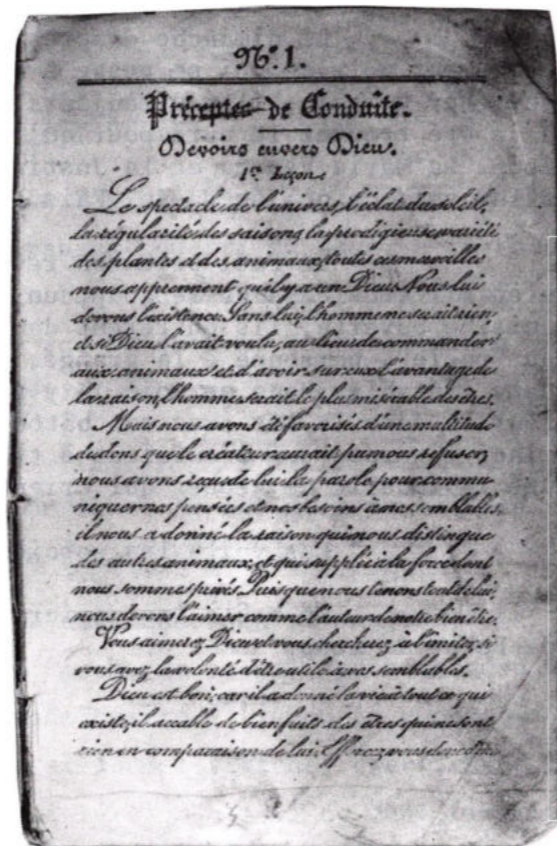 N.º 1.
Préceptes de Conduite.
Devoirs envers Dieu.
1re Leçon.
Le spectacle de l'univers, l'éclat du soleil,
la régularité des saisons, la prodigieuse variété
des plantes et des animaux, toutes ces merveilles
nous apprennent qu'il y a un Dieu. Nous lui
devons l'existence. Sans lui, l'homme ne serait rien,
et si Dieu l'avait voulu, au lieu de commander
aux animaux et d'avoir sur eux l'avantage de
la raison, l'homme serait le plus misérable des êtres.
Mais nous avons été favorisés d'une multitude
de dons que le créateur aurait pu nous refuser,
nous avons reçu de lui la parole pour commu-
niquer nos pensées et nos besoins à nos semblables,
il nous a donné la raison qui nous distingue
des autres animaux, et qui supplée à la force dont
nous sommes privés. Puisque nous tenons tout de lui,
nous devons l'aimer comme l'auteur de notre bien être.
Vous aimerez Dieu et vous cherchez à l'imiter, si
vous avez la volonté d'être utile à vos semblables.
Dieu est bon, car il a donné la vie à tout ce qui
existe, il accable de bienfaits des êtres qui ne sont
rien en comparaison de lui. Efforcez vous donc